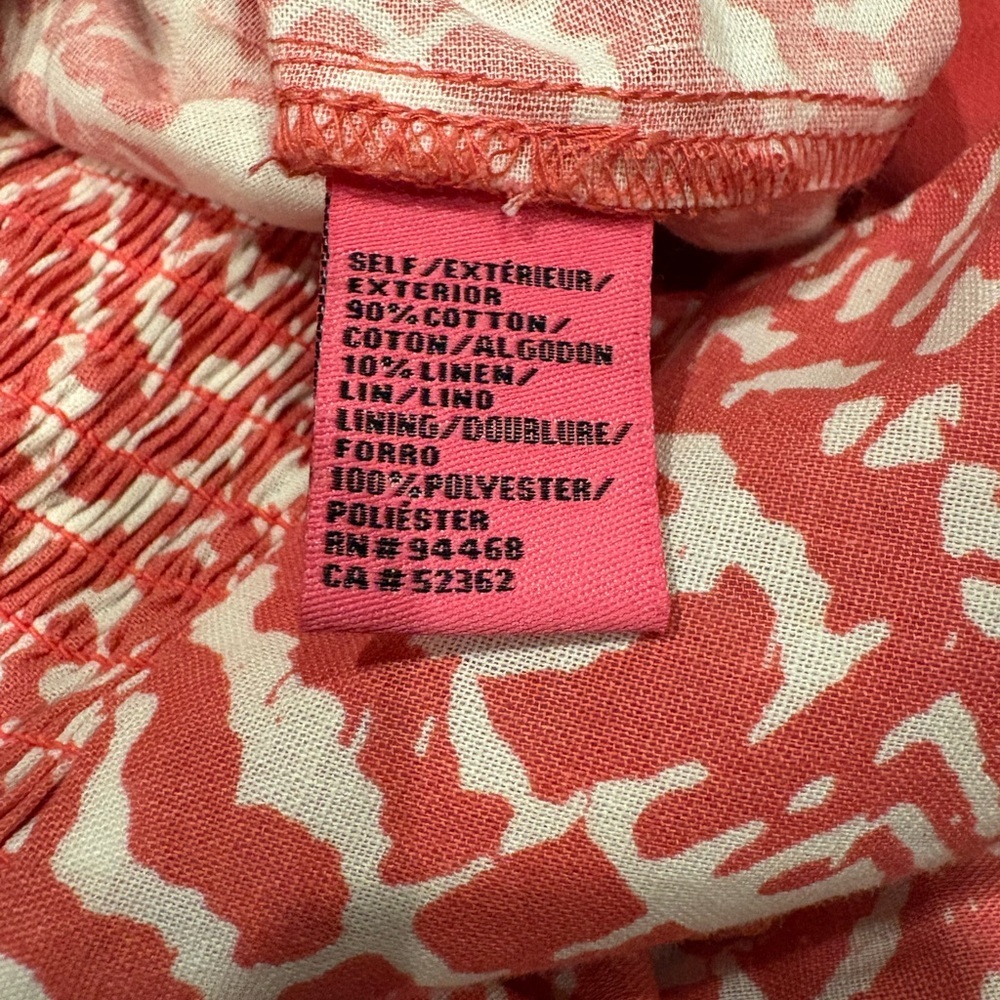 SELF/EXTÉRIEUR/
EXTERIOR
90% COTTON/
COTON/ALGODON
10% LINEN/
LIN/LINO
LINING/DOUBLURE/
FORRO
100% POLYESTER/
POLIÉSTER
RN# 94468
CA# 52362